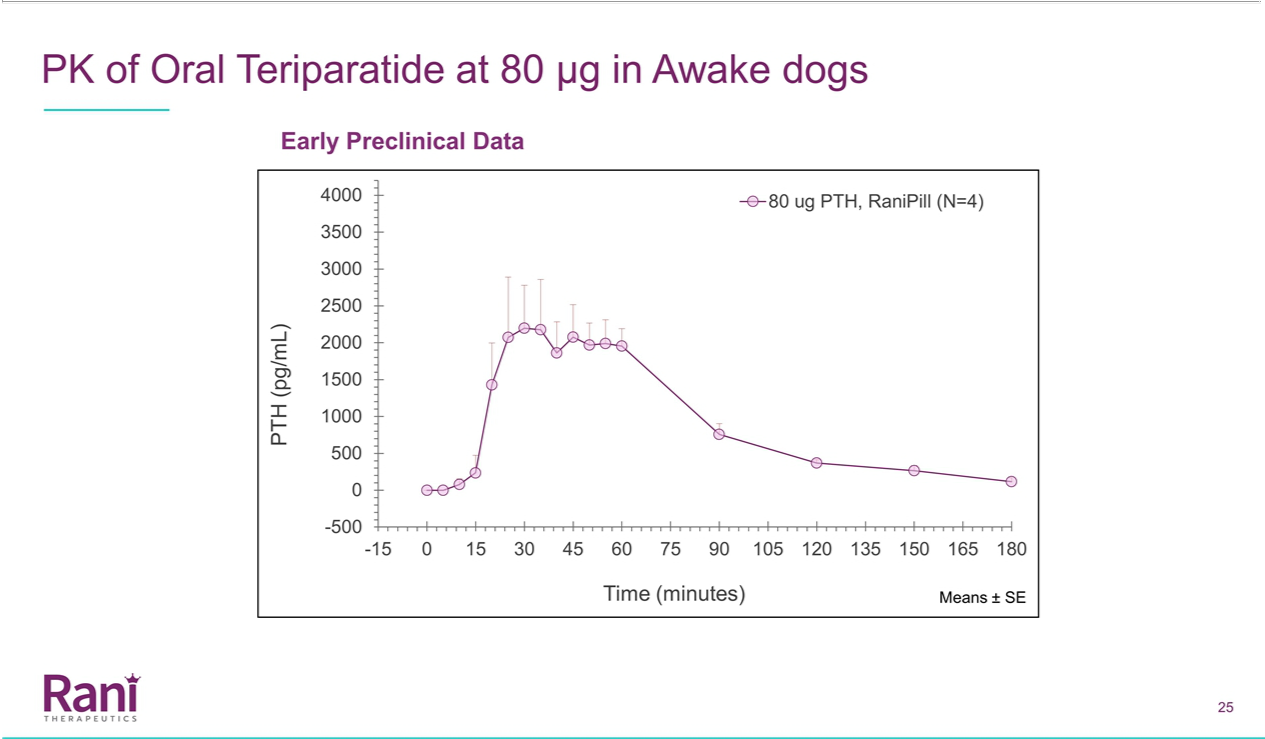 PK of Oral Teriparatide at 80 µg in Awake dogs
Early Preclinical Data
80 ug PTH, RaniPill (N=4)
4000
3500
3000
2500
2000
1500
1000
500
0
-500
PTH (pg/mL)
-15 0 15 30 45 60 75 90 105 120 135 150 165 180
Time (minutes)
Means ± SE
Rani
THERAPEUTICS
25